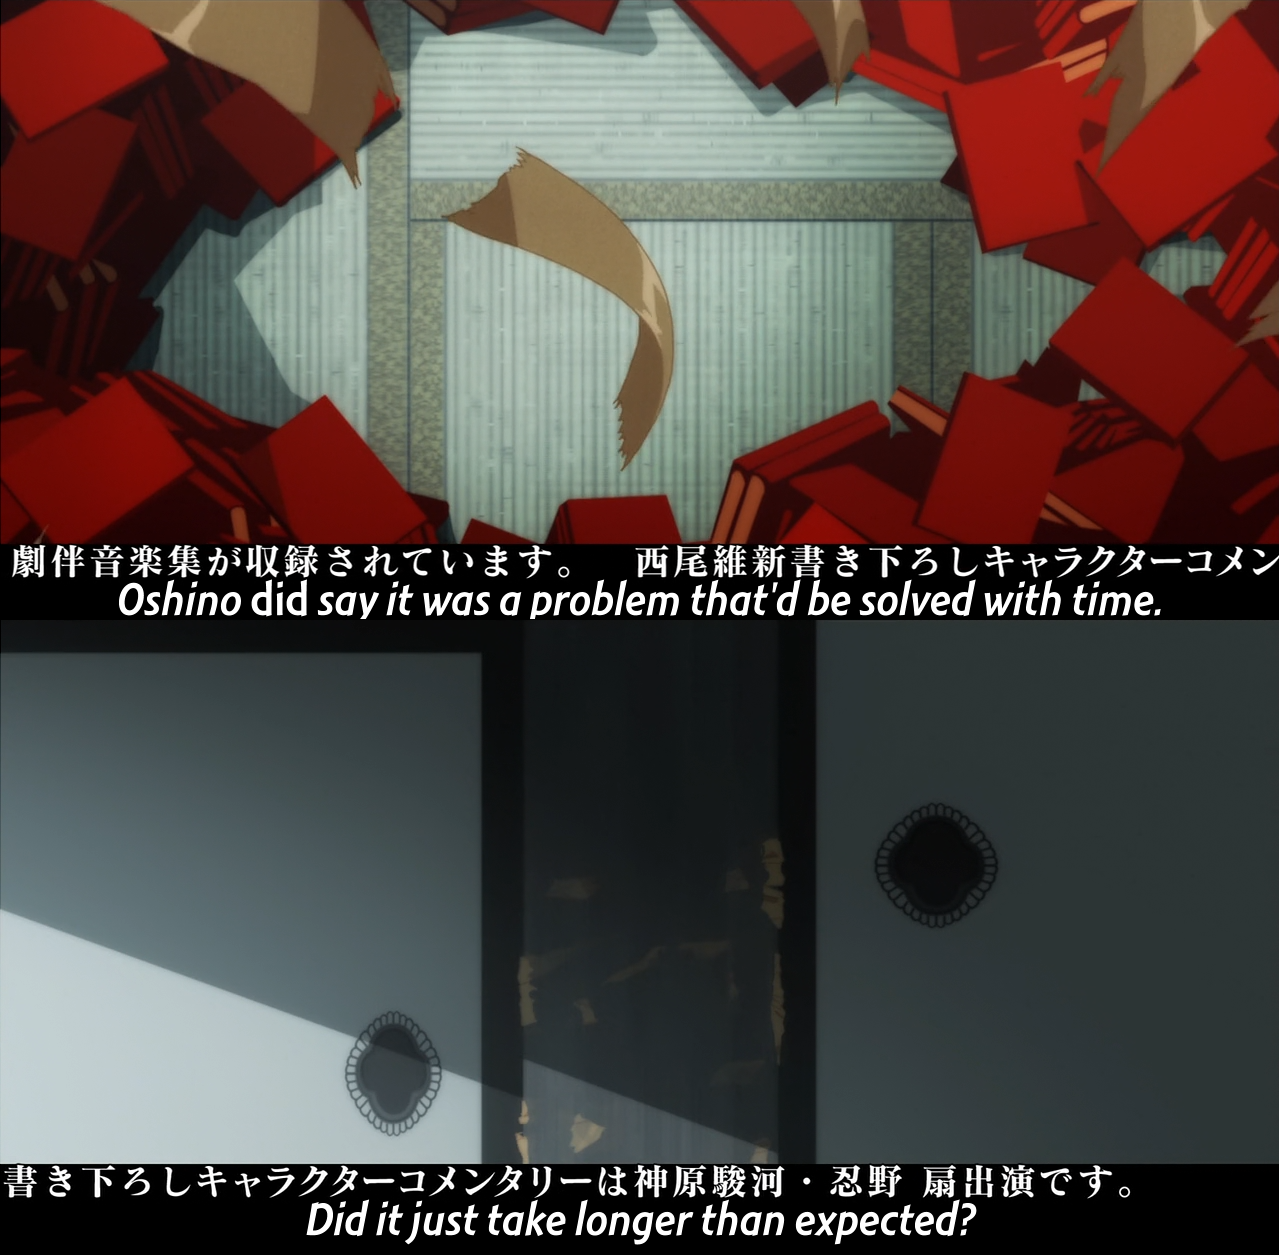 劇伴音楽集が収録されています。　西尾維新書き下ろしキャラクターコメン
Oshino did say it was a problem that'd be solved with time.
書き下ろしキャラクターコメンタリーは神原駿河・忍野 扇出演です。
Did it just take longer than expected?